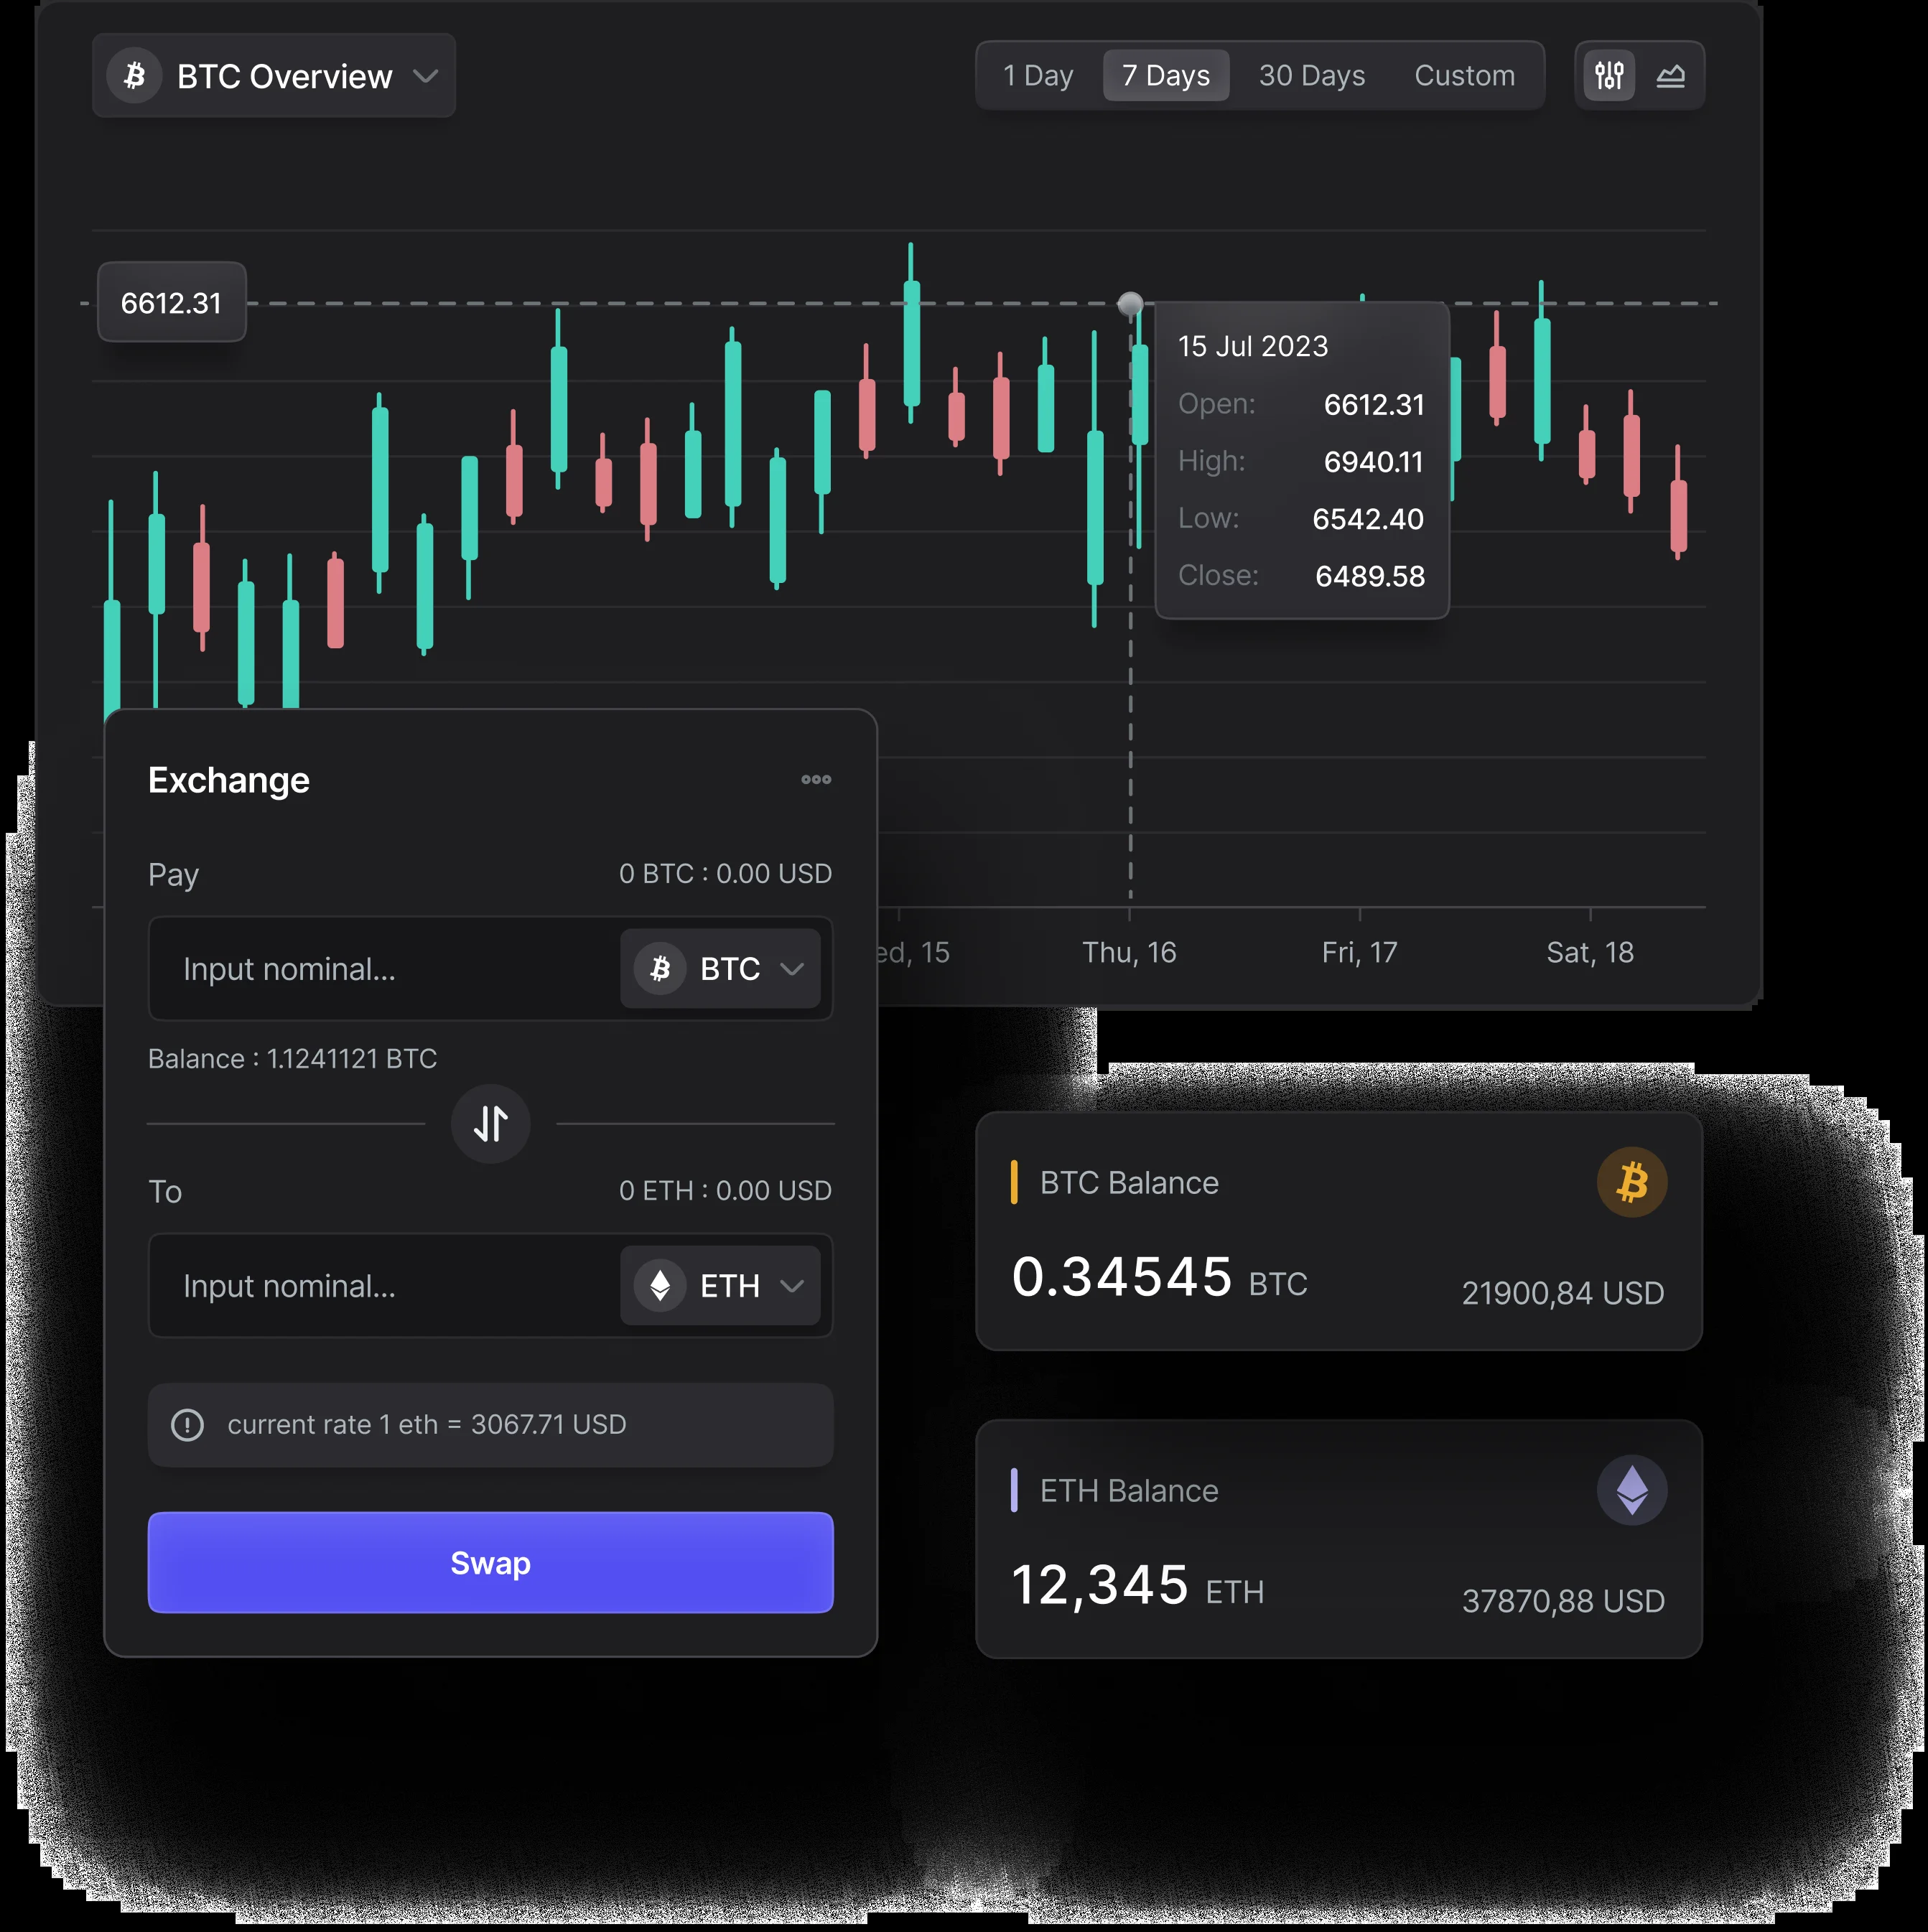 BTC Overview
1 Day 7 Days 30 Days Custom
6612.31
15 Jul 2023
Open: 6612.31
High: 6940.11
Low: 6542.40
Close: 6489.58
ed, 15 Thu, 16 Fri, 17 Sat, 18
Exchange
Pay 0 BTC : 0.00 USD
Input nominal... BTC
Balance : 1.1241121 BTC
To 0 ETH : 0.00 USD
Input nominal... ETH
current rate 1 eth = 3067.71 USD
Swap
BTC Balance
0.34545 BTC 21900,84 USD
ETH Balance
12,345 ETH 37870,88 USD